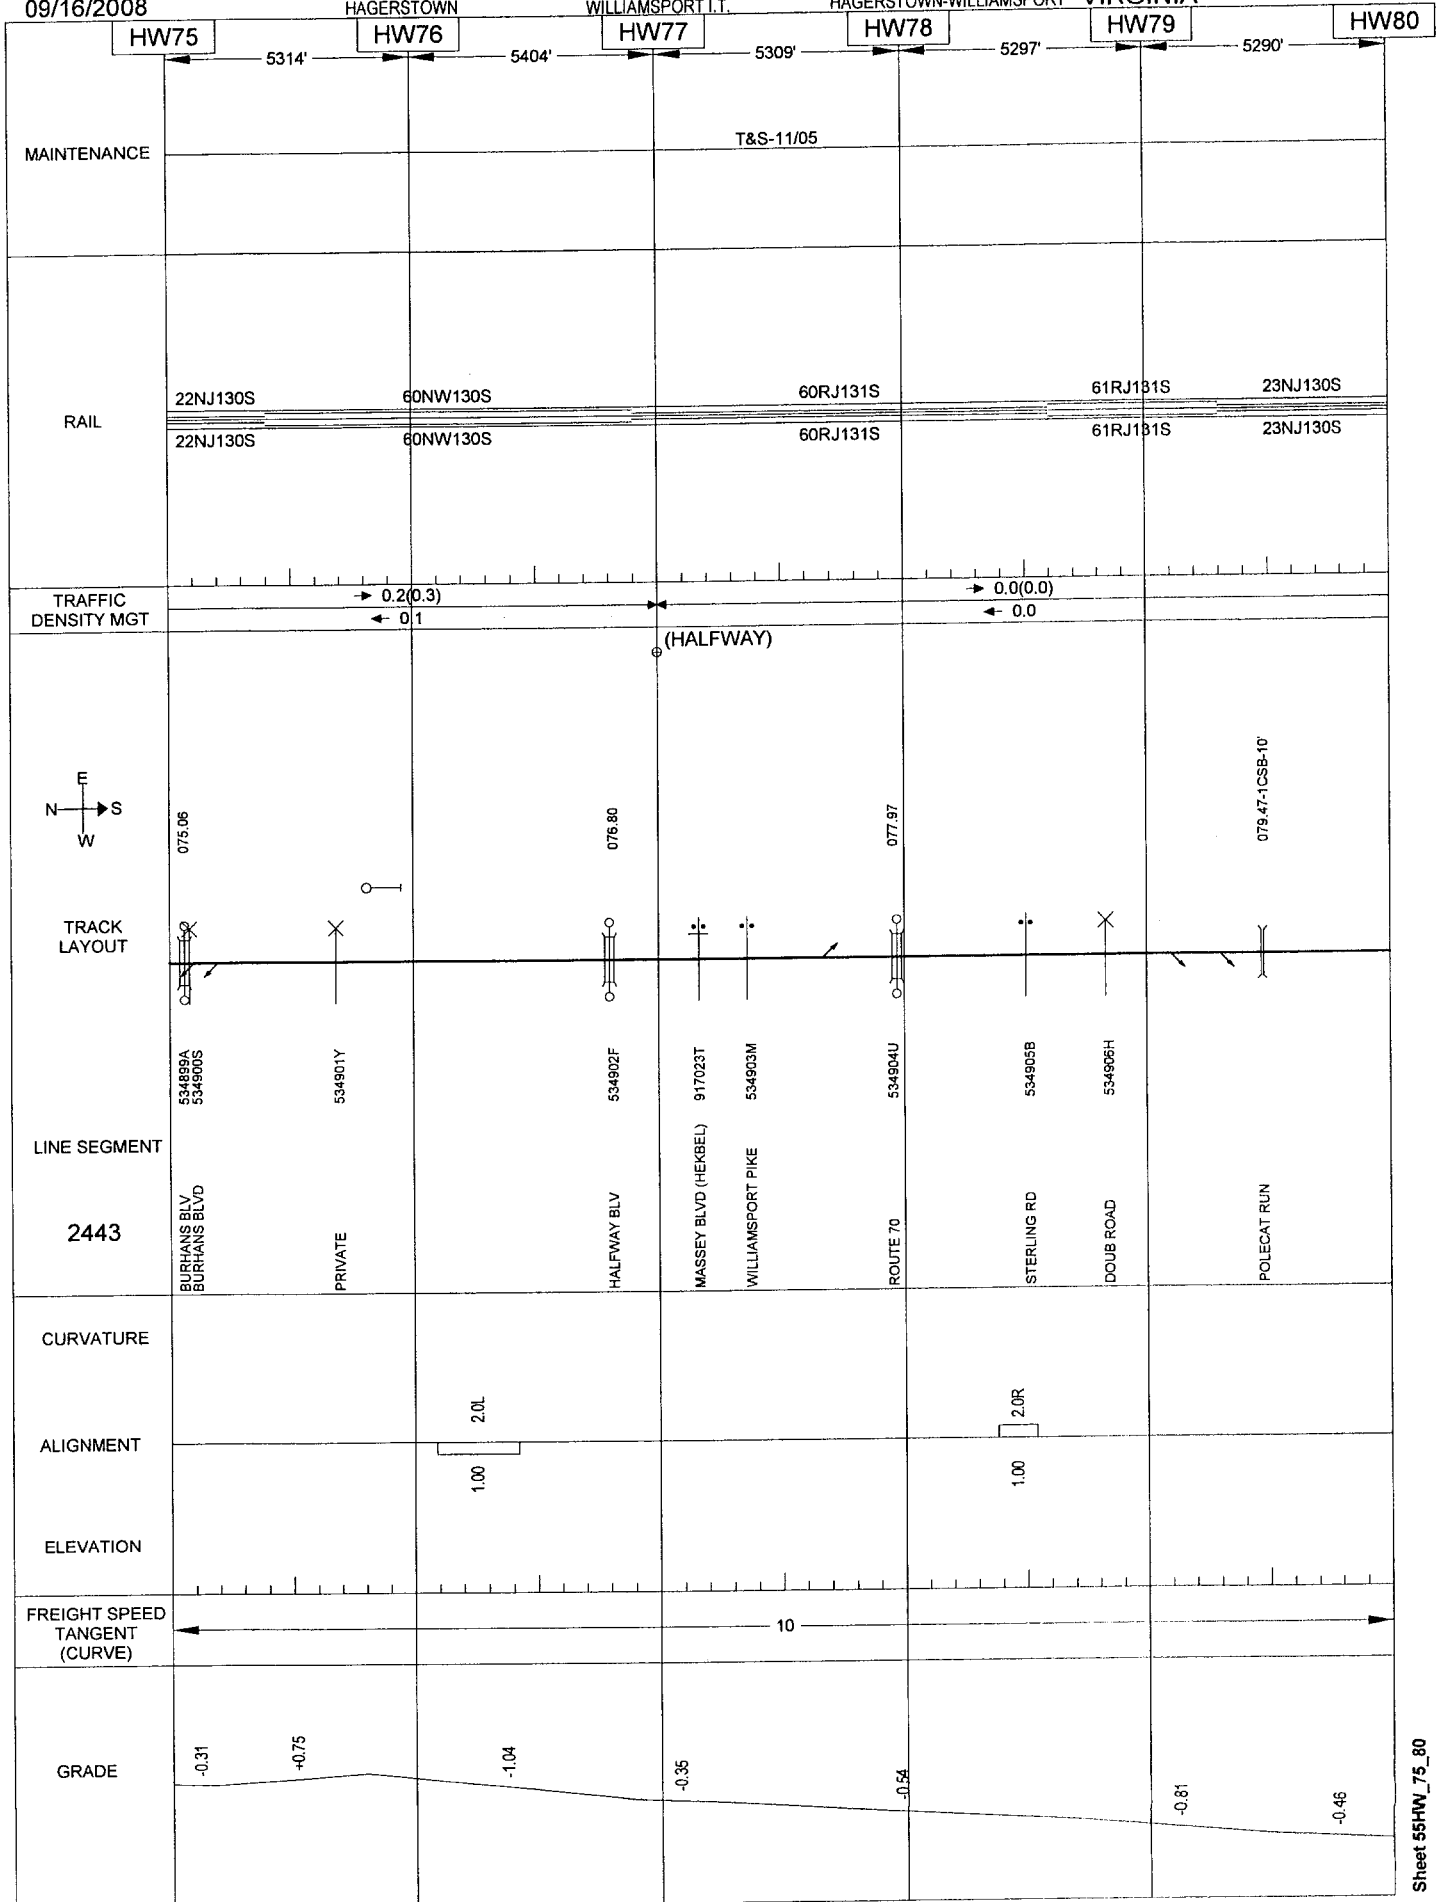 09/16/2008 HAGERSTOWN WILLIAMSPORT I.T. HAGERSTOWN-WILLIAMSPORT VIRGINIA
HW75 HW76 HW77 HW78 HW79 HW80
5314' 5404' 5309' 5297' 5290'
MAINTENANCE
T&S-11/05
RAIL
22NJ130S 60NW130S 60RJ131S 61RJ131S 23NJ130S
22NJ130S 60NW130S 60RJ131S 61RJ131S 23NJ130S
TRAFFIC
DENSITY MGT
0.2(0.3) 0.0(0.0)
0.1 0.0
(HALFWAY)
E
N S
W
075.06
076.80
077.97
079.47-1CSB-10'
TRACK
LAYOUT
534899A
534900S
534901Y
534902F
917023T
534903M
534904U
534905B
534906H
LINE SEGMENT
2443
BURHANS BLV
BURHANS BLVD
PRIVATE
HALFWAY BLV
MASSEY BLVD (HEKBEL)
WILLIAMSPORT PIKE
ROUTE 70
STERLING RD
DOUB ROAD
POLECAT RUN
CURVATURE
2.0L
2.0R
ALIGNMENT
1.00
1.00
ELEVATION
FREIGHT SPEED
TANGENT
(CURVE)
10
GRADE
-0.31
+0.75
-1.04
-0.35
-0.54
-0.81
-0.46
Sheet 55HW_75_80